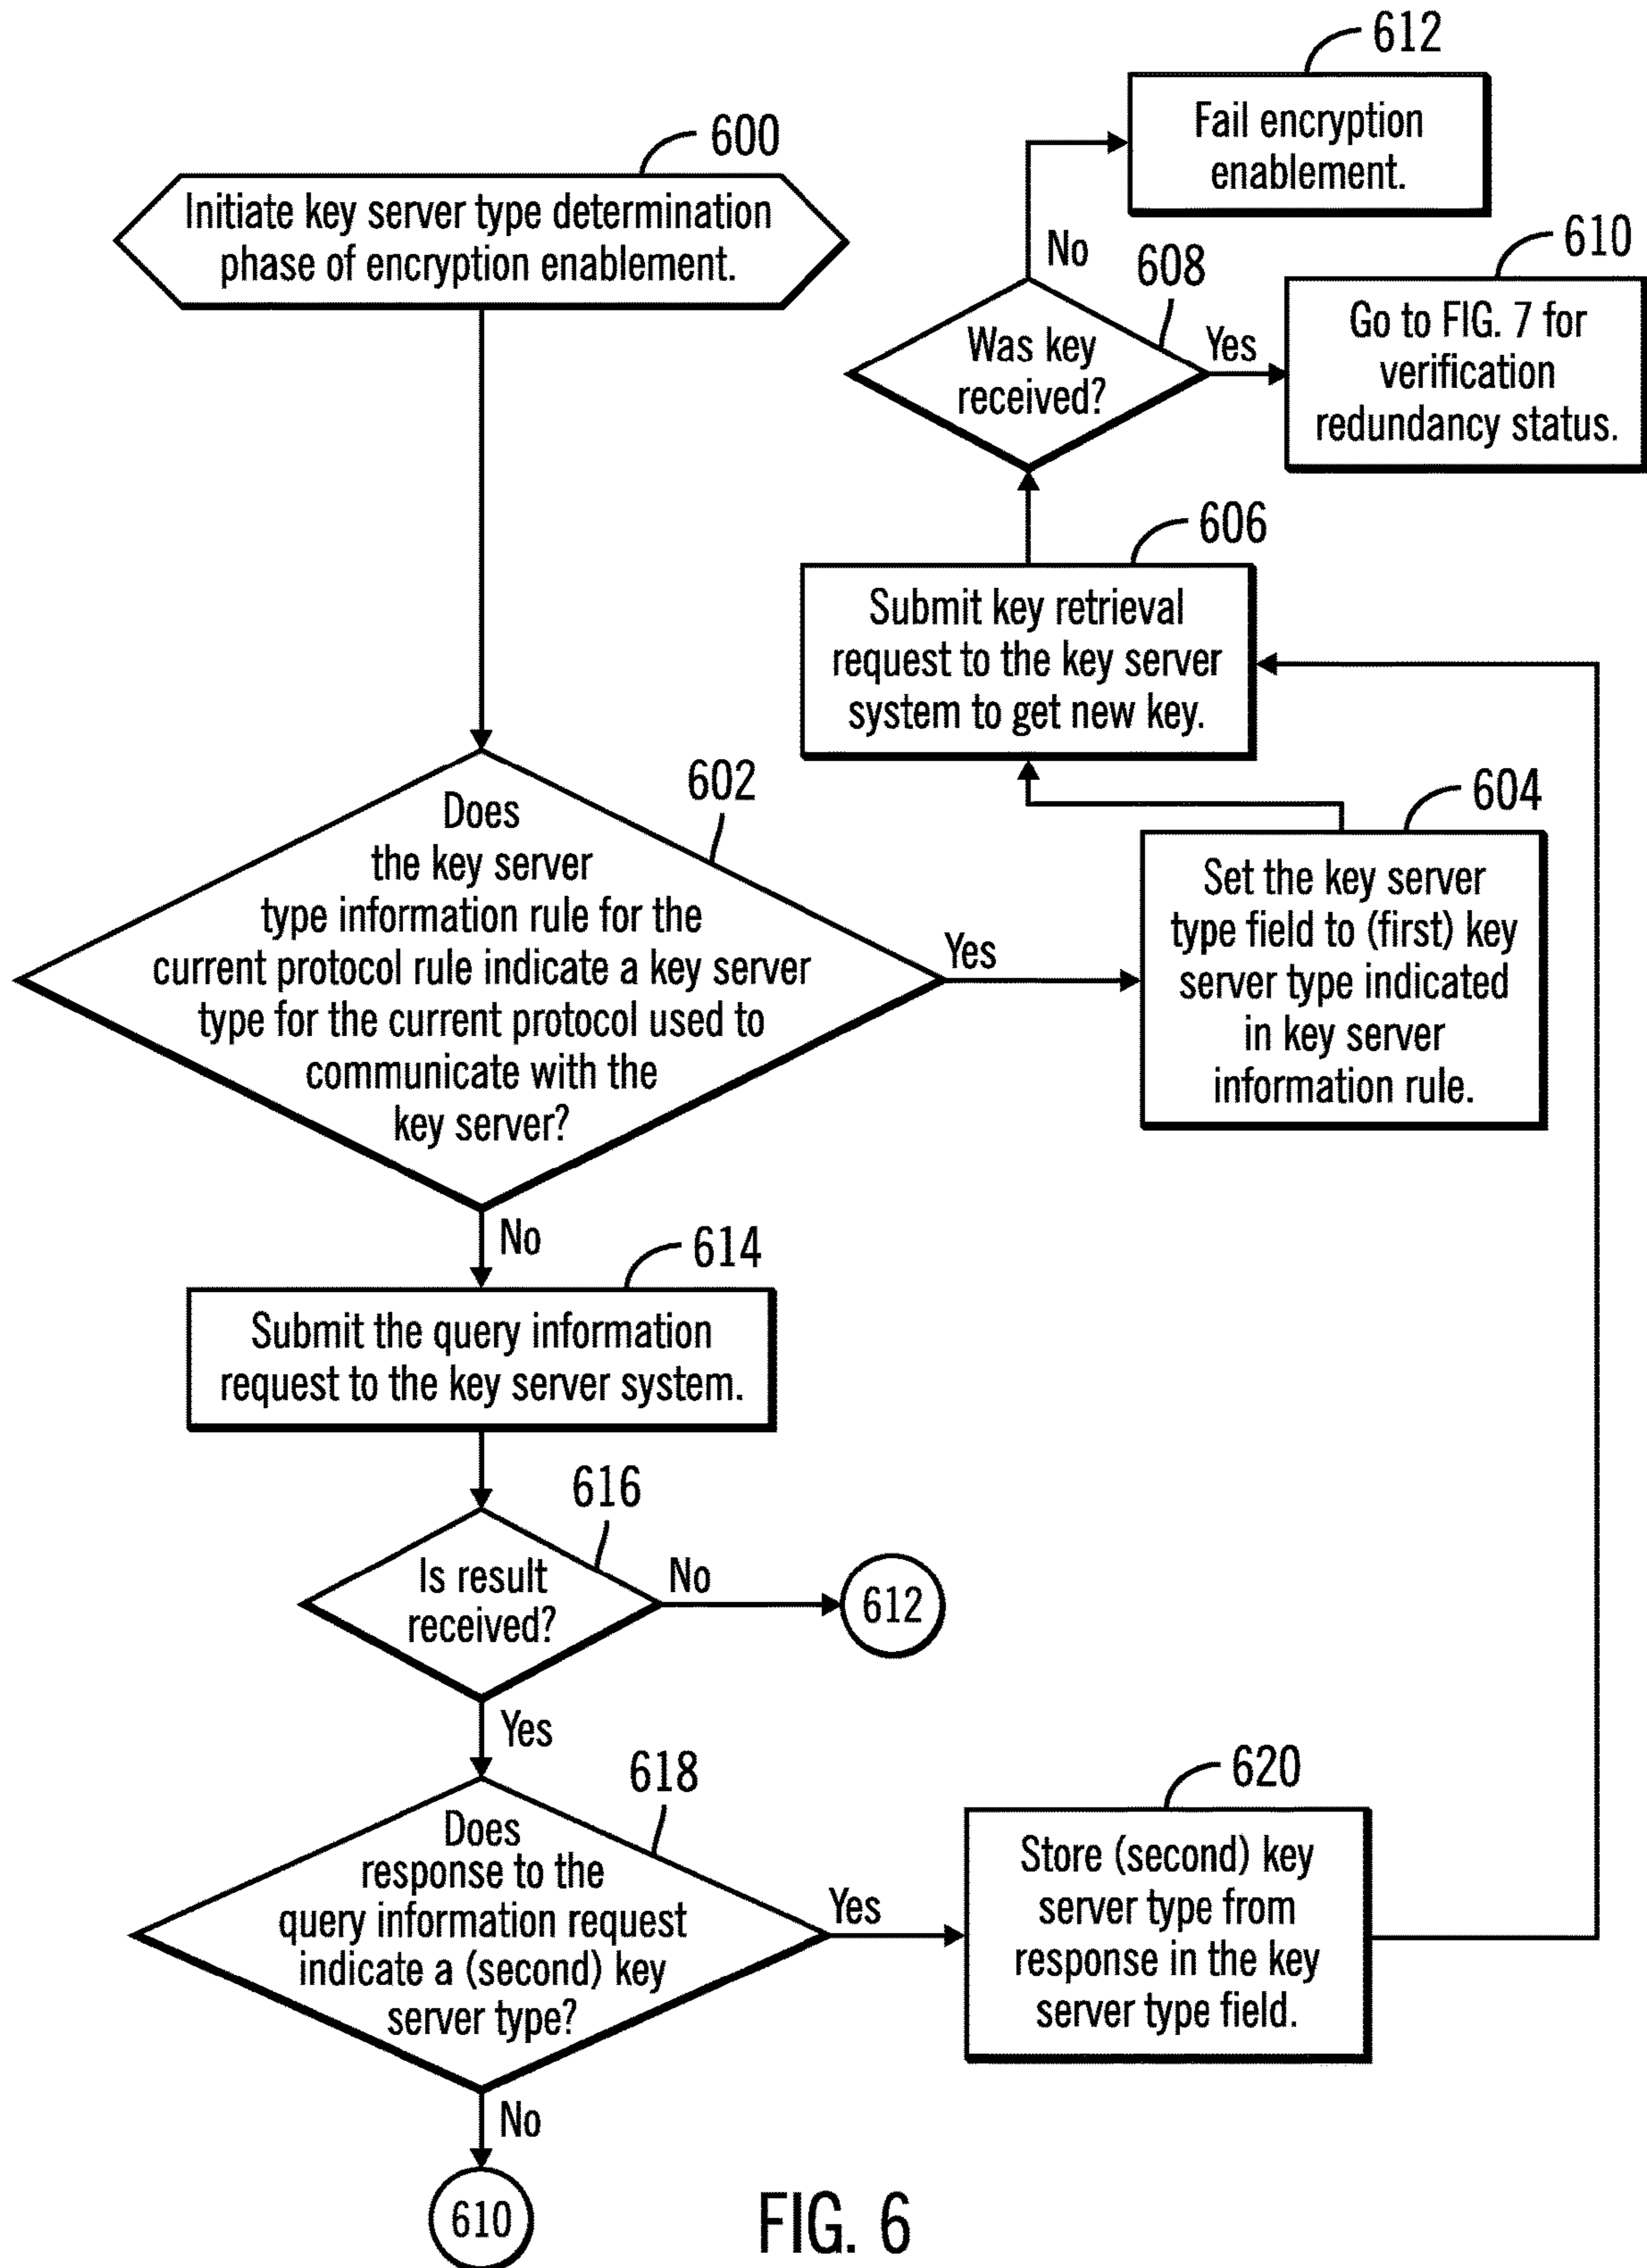 600
Initiate key server type determination
phase of encryption enablement.
612
Fail encryption
enablement.
No
608
Was key
received?
Yes
610
Go to FIG. 7 for
verification
redundancy status.
606
Submit key retrieval
request to the key server
system to get new key.
602
Does
the key server
type information rule for the
current protocol rule indicate a key server
type for the current protocol used to
communicate with the
key server?
Yes
604
Set the key server
type field to (first) key
server type indicated
in key server
information rule.
No
614
Submit the query information
request to the key server system.
616
Is result
received?
No
612
Yes
618
Does
response to the
query information request
indicate a (second) key
server type?
Yes
620
Store (second) key
server type from
response in the key
server type field.
No
610
FIG. 6